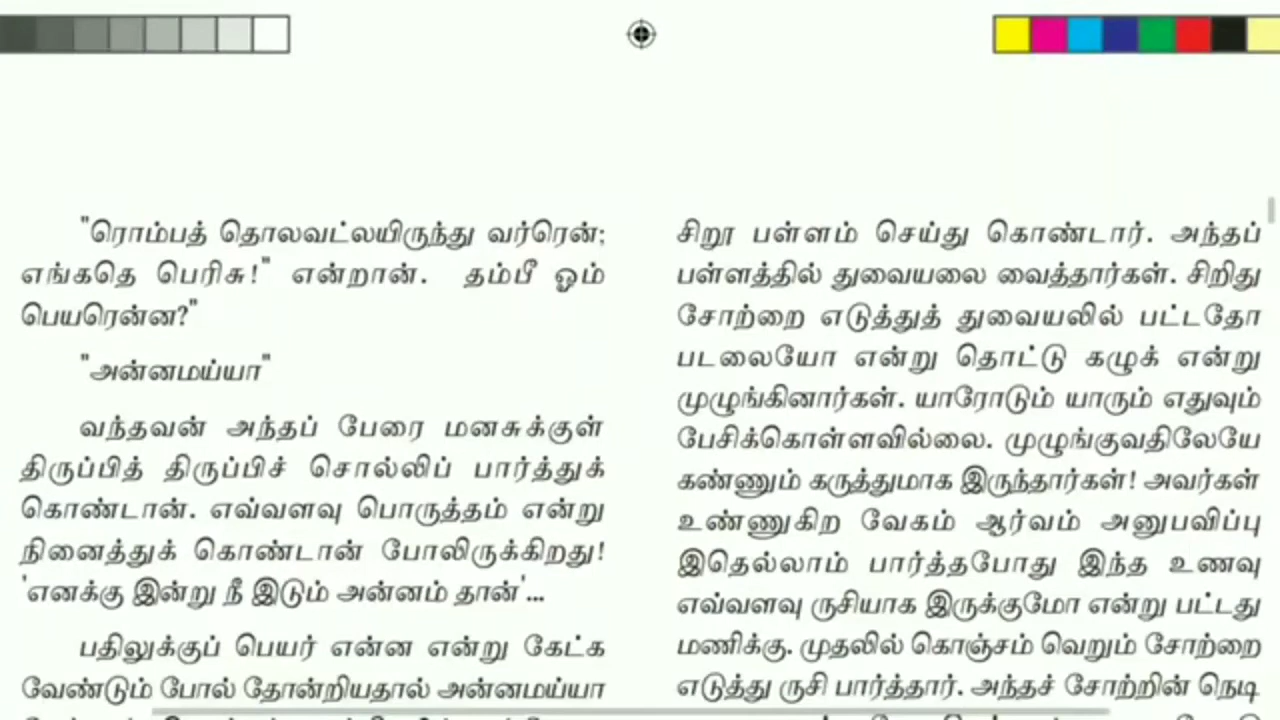 "ரொம்பத் தொலவட்லயிருந்து வர்ரென்;
எங்கதெ பெரிசு!" என்றான். தம்பீ ஓம்
பெயரென்ன?"
"அன்னமய்யா"
வந்தவன் அந்தப் பேரை மனசுக்குள்
திருப்பித் திருப்பிச் சொல்லிப் பார்த்துக்
கொண்டான். எவ்வளவு பொருத்தம் என்று
நினைத்துக் கொண்டான் போலிருக்கிறது!
'எனக்கு இன்று நீ இடும் அன்னம் தான்'...
பதிலுக்குப் பெயர் என்ன என்று கேட்க
வேண்டும் போல் தோன்றியதால் அன்னமய்யா
சிறூ பள்ளம் செய்து கொண்டார். அந்தப்
பள்ளத்தில் துவையலை வைத்தார்கள். சிறிது
சோற்றை எடுத்துத் துவையலில் பட்டதோ
படலையோ என்று தொட்டு கழுக் என்று
முழுங்கினார்கள். யாரோடும் யாரும் எதுவும்
பேசிக்கொள்ளவில்லை. முழுங்குவதிலேயே
கண்ணும் கருத்துமாக இருந்தார்கள்! அவர்கள்
உண்ணுகிற வேகம் ஆர்வம் அனுபவிப்பு
இதெல்லாம் பார்த்தபோது இந்த உணவு
எவ்வளவு ருசியாக இருக்குமோ என்று பட்டது
மணிக்கு. முதலில் கொஞ்சம் வெறும் சோற்றை
எடுத்து ருசி பார்த்தார். அந்தச் சோற்றின் நெடி